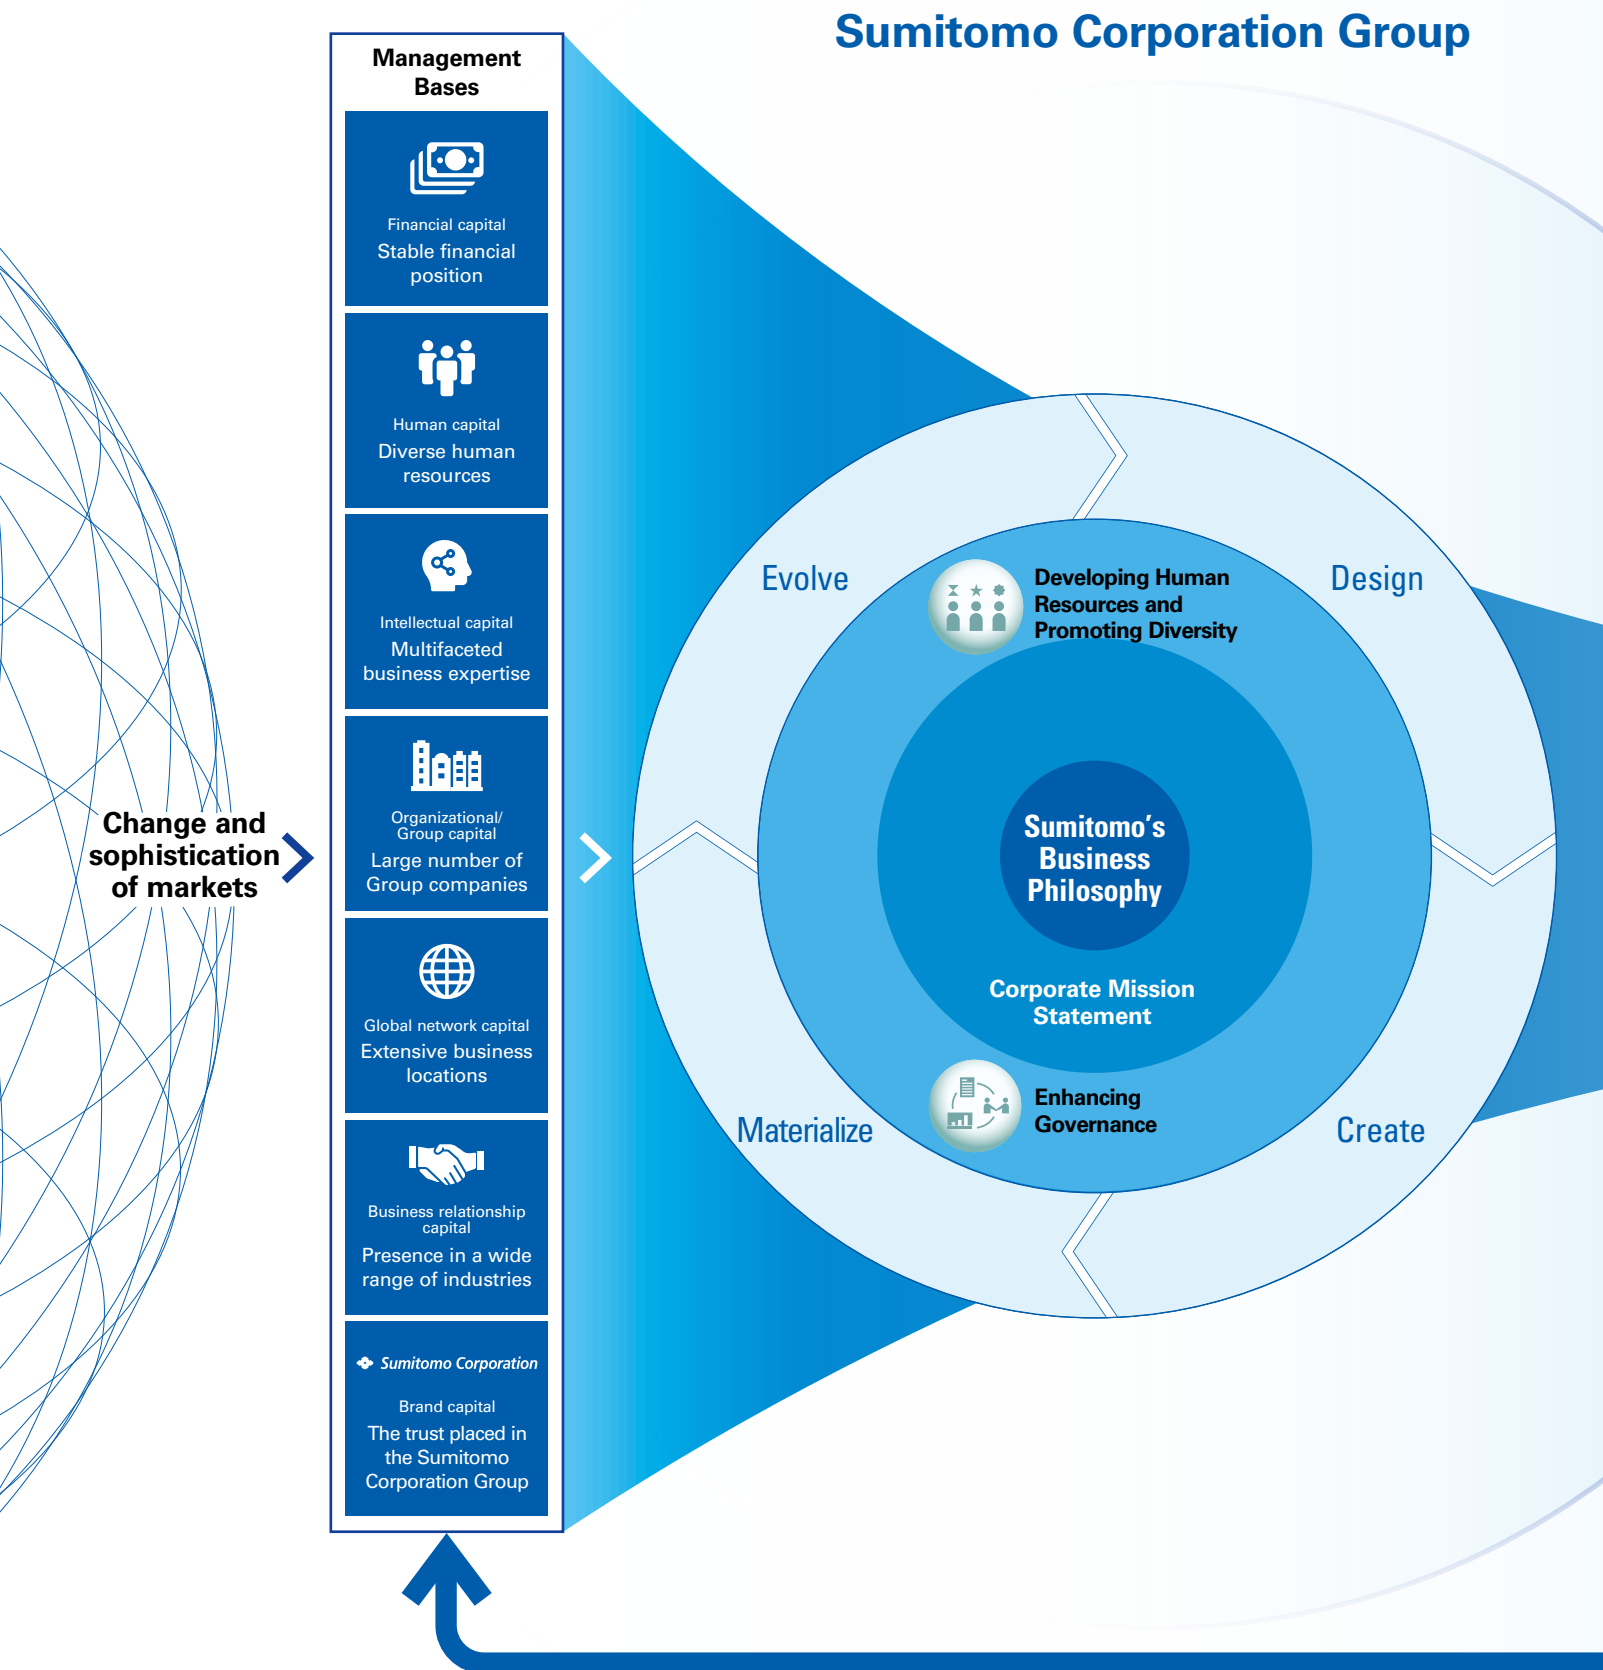 Sumitomo Corporation Group
Change and
sophistication
of markets
Management
Bases
Financial capital
Stable financial
position
Human capital
Diverse human
resources
Intellectual capital
Multifaceted
business expertise
Organizational/
Group capital
Large number of
Group companies
Global network capital
Extensive business
locations
Business relationship
capital
Presence in a wide
range of industries
Sumitomo Corporation
Brand capital
The trust placed in
the Sumitomo
Corporation Group
Evolve
Design
Developing Human
Resources and
Promoting Diversity
Sumitomo's
Business
Philosophy
Corporate Mission
Statement
Enhancing
Governance
Materialize
Create